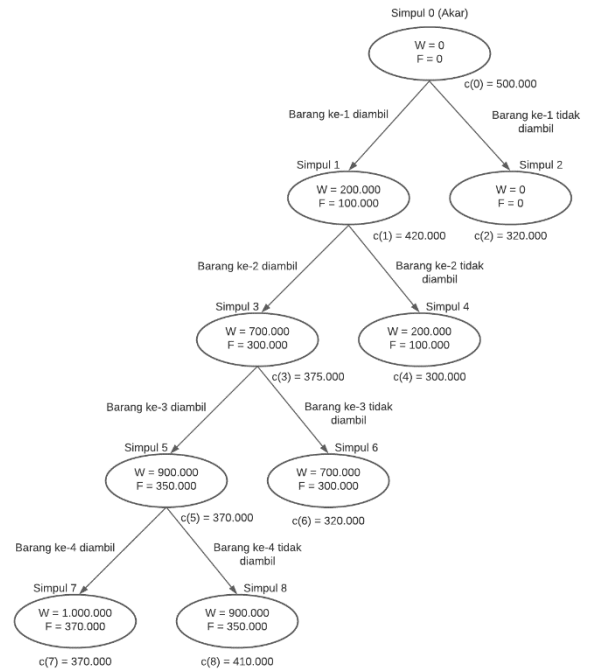 Simpul 0 (Akar)
W = 0
F = 0
c(0) = 500.000
Barang ke-1 diambil
Barang ke-1 tidak
diambil
Simpul 1
Simpul 2
W = 200.000
F = 100.000
W = 0
F = 0
c(1) = 420.000
c(2) = 320.000
Barang ke-2 diambil
Barang ke-2 tidak
diambil
Simpul 3
Simpul 4
W = 700.000
F = 300.000
W = 200.000
F = 100.000
c(3) = 375.000
c(4) = 300.000
Barang ke-3 diambil
Barang ke-3 tidak
diambil
Simpul 5
Simpul 6
W = 900.000
F = 350.000
W = 700.000
F = 300.000
c(5) = 370.000
c(6) = 320.000
Barang ke-4 diambil
Barang ke-4 tidak
diambil
Simpul 7
Simpul 8
W = 1.000.000
F = 370.000
W = 900.000
F = 350.000
c(7) = 370.000
c(8) = 410.000